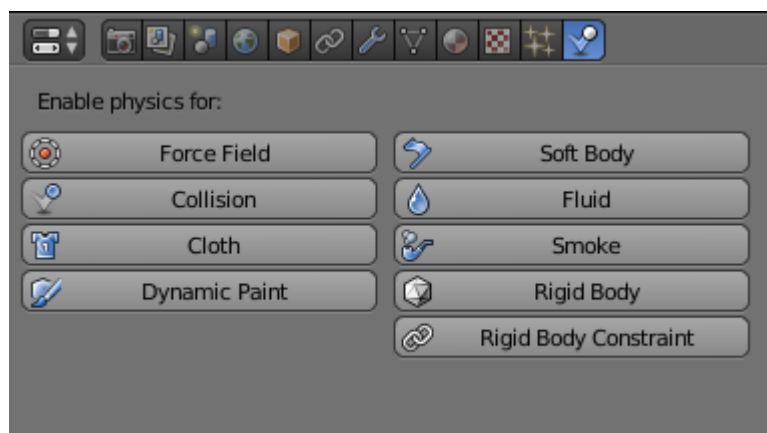 Enable physics for:
Force Field
Collision
Cloth
Dynamic Paint
Soft Body
Fluid
Smoke
Rigid Body
Rigid Body Constraint